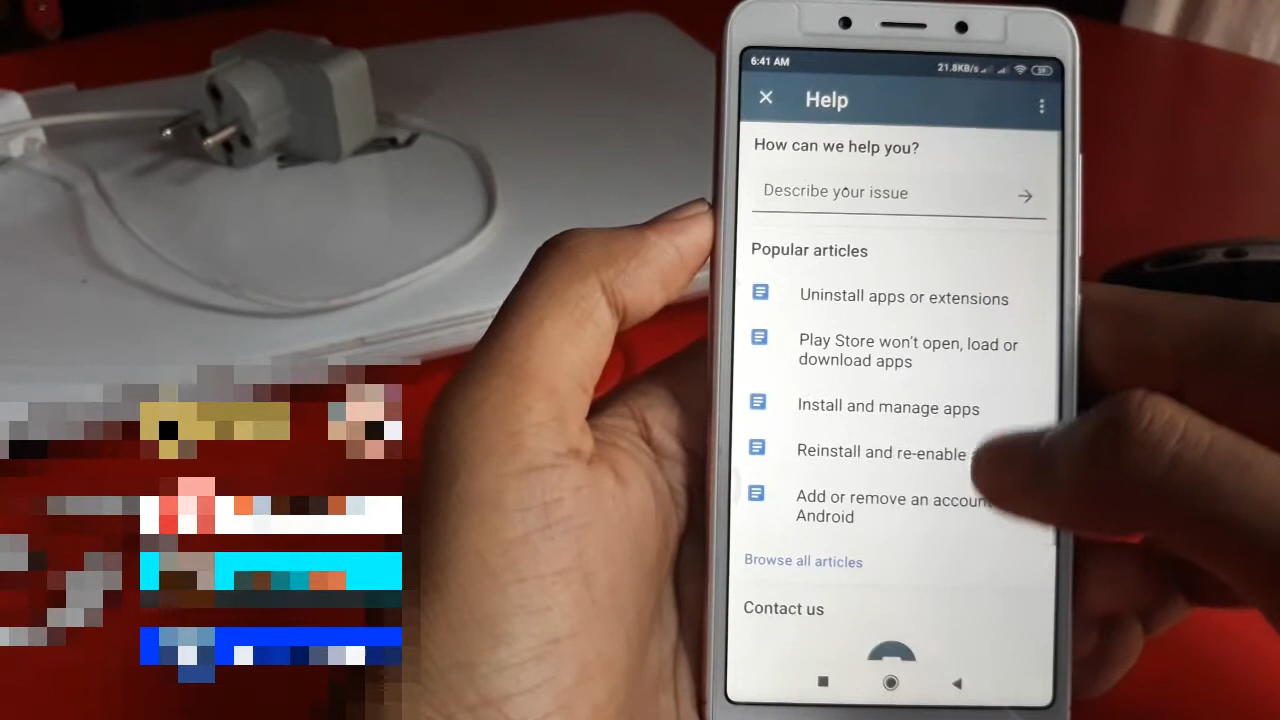 6:41 AM
21.8KB/s
59
Help
How can we help you?
Describe your issue
Popular articles
Uninstall apps or extensions
Play Store won't open, load or
download apps
Install and manage apps
Reinstall and re-enable
Add or remove an account
Android
Browse all articles
Contact us